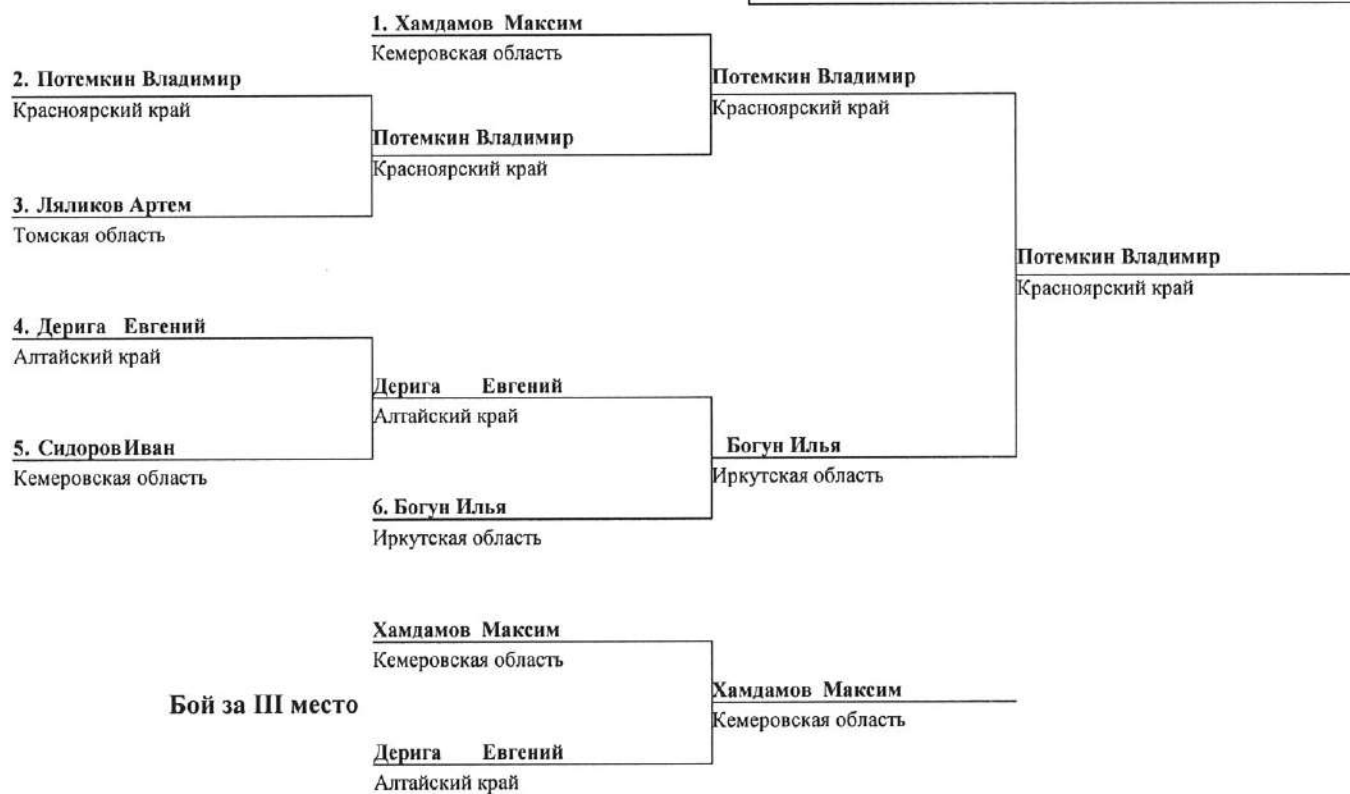 1. Хамдамов Максим
Кемеровская область
2. Потемкин Владимир
Красноярский край
Потемкин Владимир
Красноярский край
3. Ляликов Артем
Томская область
Потемкин Владимир
Красноярский край
4. Дерига Евгений
Алтайский край
Дерига Евгений
Алтайский край
5. Сидоров Иван
Кемеровская область
6. Богун Илья
Иркутская область
Богун Илья
Иркутская область
Потемкин Владимир
Красноярский край
Бой за III место
Хамдамов Максим
Кемеровская область
Дерига Евгений
Алтайский край
Хамдамов Максим
Кемеровская область